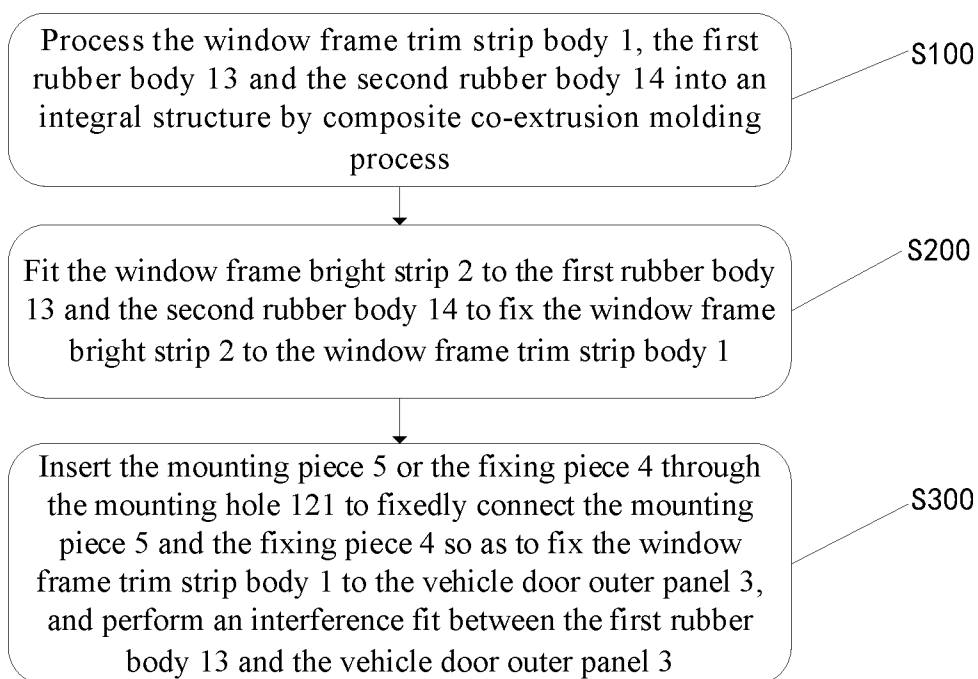 Process the window frame trim strip body 1, the first
rubber body 13 and the second rubber body 14 into an
integral structure by composite co-extrusion molding
process
S100
Fit the window frame bright strip 2 to the first rubber body
13 and the second rubber body 14 to fix the window frame
bright strip 2 to the window frame trim strip body 1
S200
Insert the mounting piece 5 or the fixing piece 4 through
the mounting hole 121 to fixedly connect the mounting
piece 5 and the fixing piece 4 so as to fix the window
frame trim strip body 1 to the vehicle door outer panel 3,
and perform an interference fit between the first rubber
body 13 and the vehicle door outer panel 3
S300